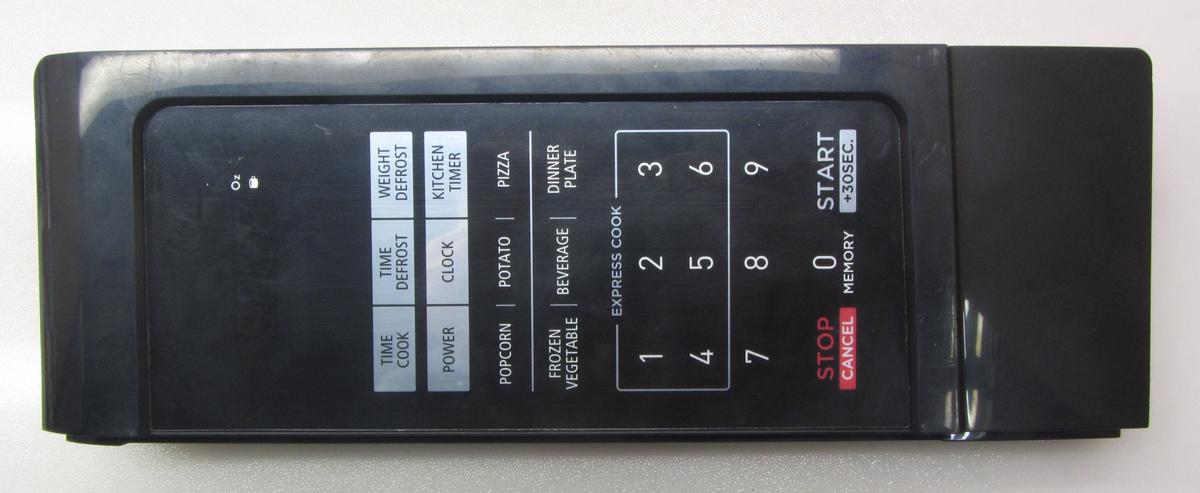 Oz
TIME COOK
TIME DEFROST
WEIGHT DEFROST
POWER
CLOCK
KITCHEN TIMER
POPCORN | POTATO | PIZZA
FROZEN VEGETABLE | BEVERAGE | DINNER PLATE
EXPRESS COOK
1 2 3
4 5 6
7 8 9
STOP 0 START
CANCEL MEMORY +30SEC.